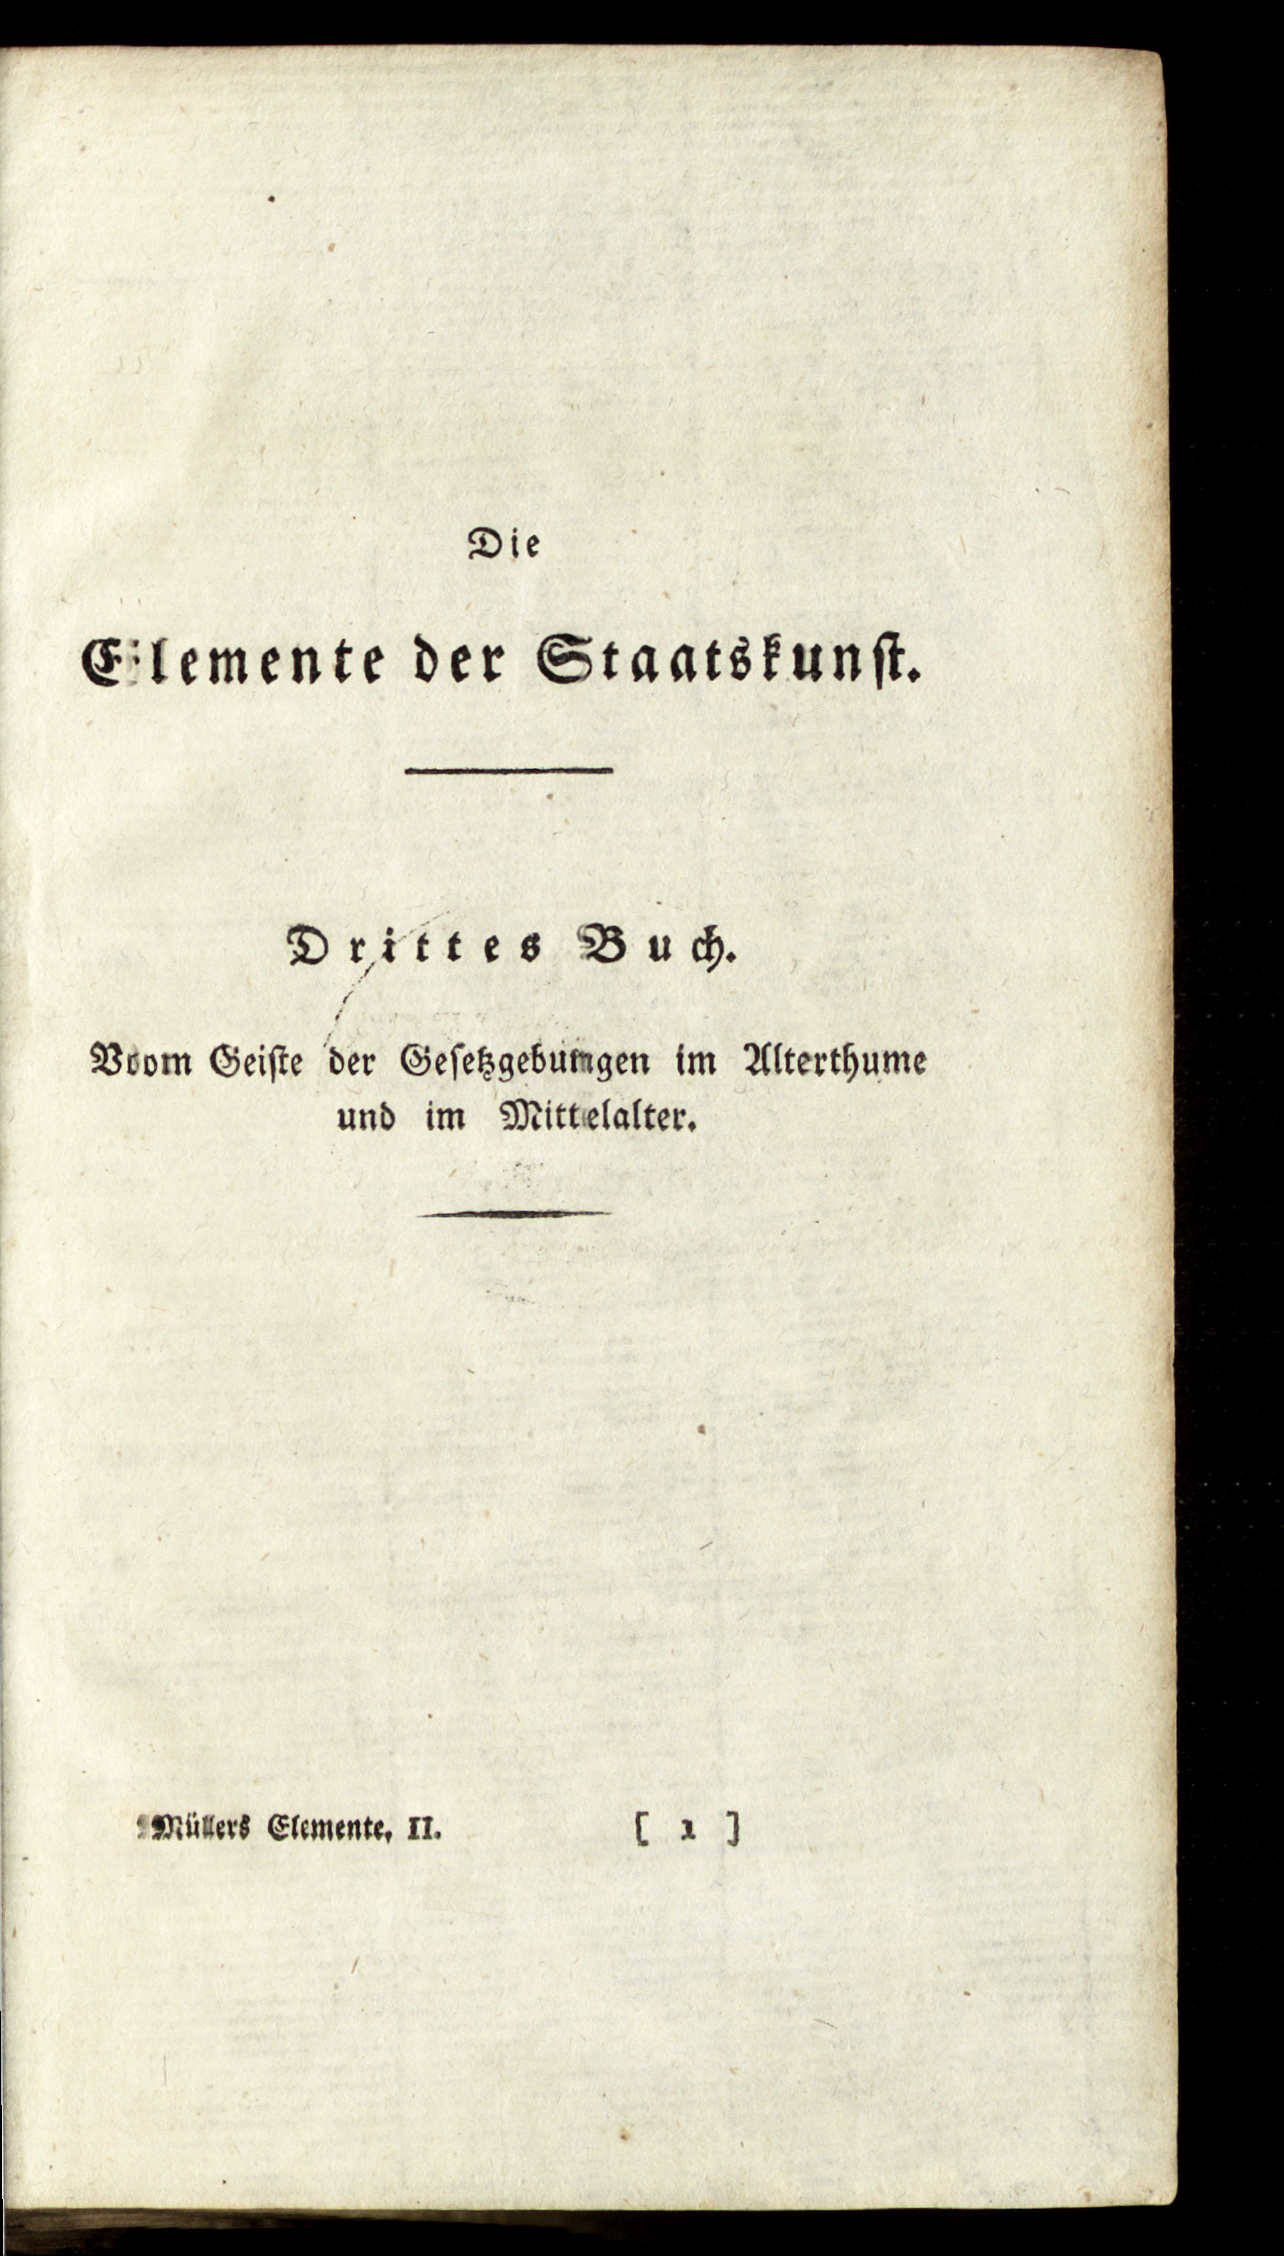 Die
Elemente der Staatskunst.
Drittes Buch.
Vom Geiste der Gesetzgebungen im Alterthume
und im Mittelalter.
Müllers Elemente, II. [ 1 ]